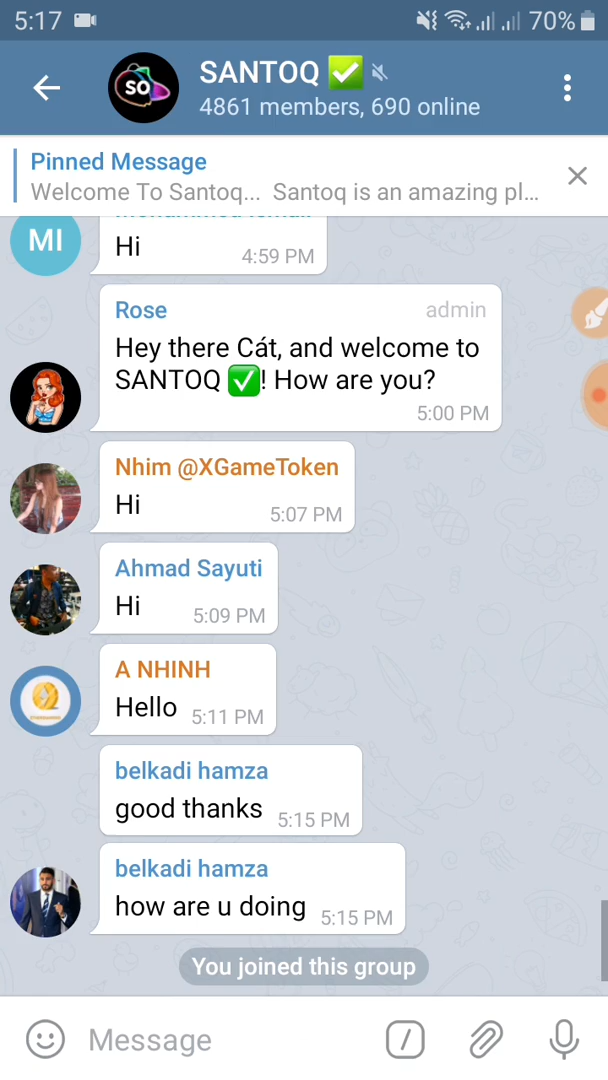 5:17
70%
SO
SANTOQ ✅
4861 members, 690 online
Pinned Message
Welcome To Santoq... Santoq is an amazing pl...
MI
Hi
4:59 PM
Rose
admin
Hey there Cát, and welcome to
SANTOQ ✅! How are you?
5:00 PM
Nhim @XGameToken
Hi
5:07 PM
Ahmad Sayuti
Hi
5:09 PM
A NHINH
Hello
5:11 PM
belkadi hamza
good thanks
5:15 PM
belkadi hamza
how are u doing
5:15 PM
You joined this group
Message